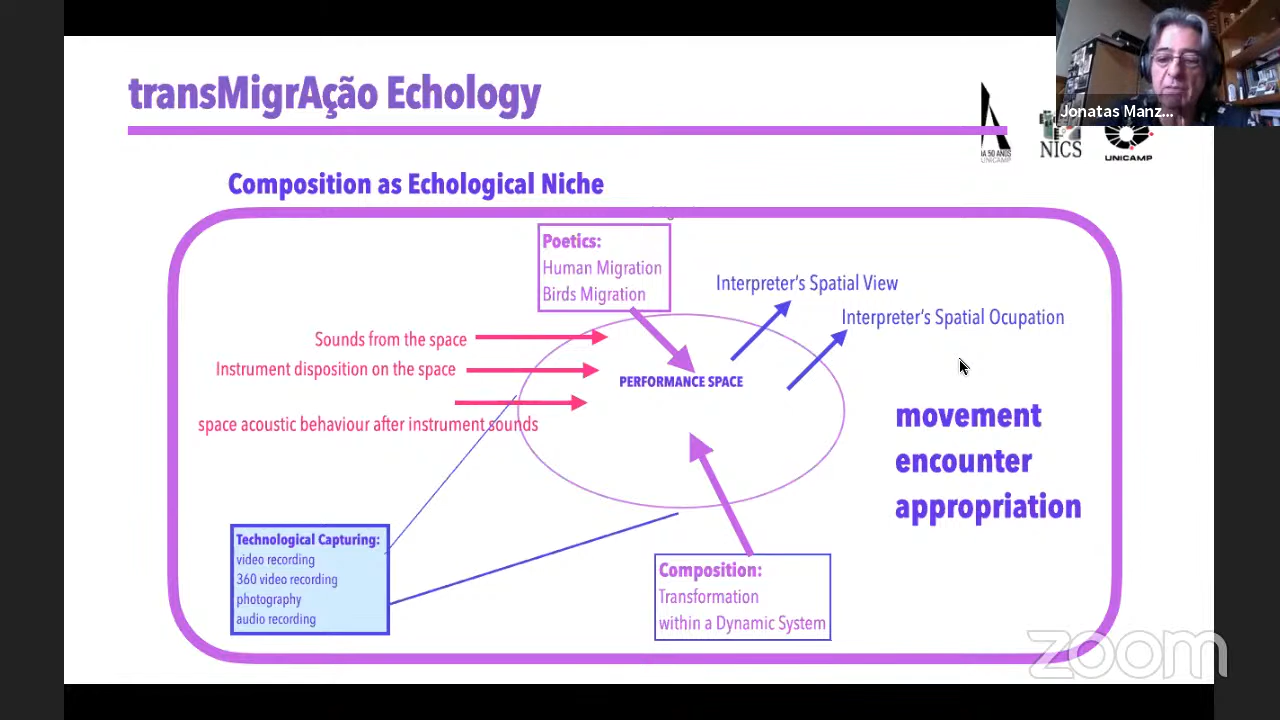 transMigrAção Echology
Jonatas Manz...
UNICAMP
NICS
UNICAMP
Composition as Echological Niche
Poetics:
Human Migration
Birds Migration
Interpreter's Spatial View
Interpreter's Spatial Ocupation
Sounds from the space
Instrument disposition on the space
space acoustic behaviour after instrument sounds
PERFORMANCE SPACE
movement
encounter
appropriation
Technological Capturing:
video recording
360 video recording
photography
audio recording
Composition:
Transformation
within a Dynamic System
zoom